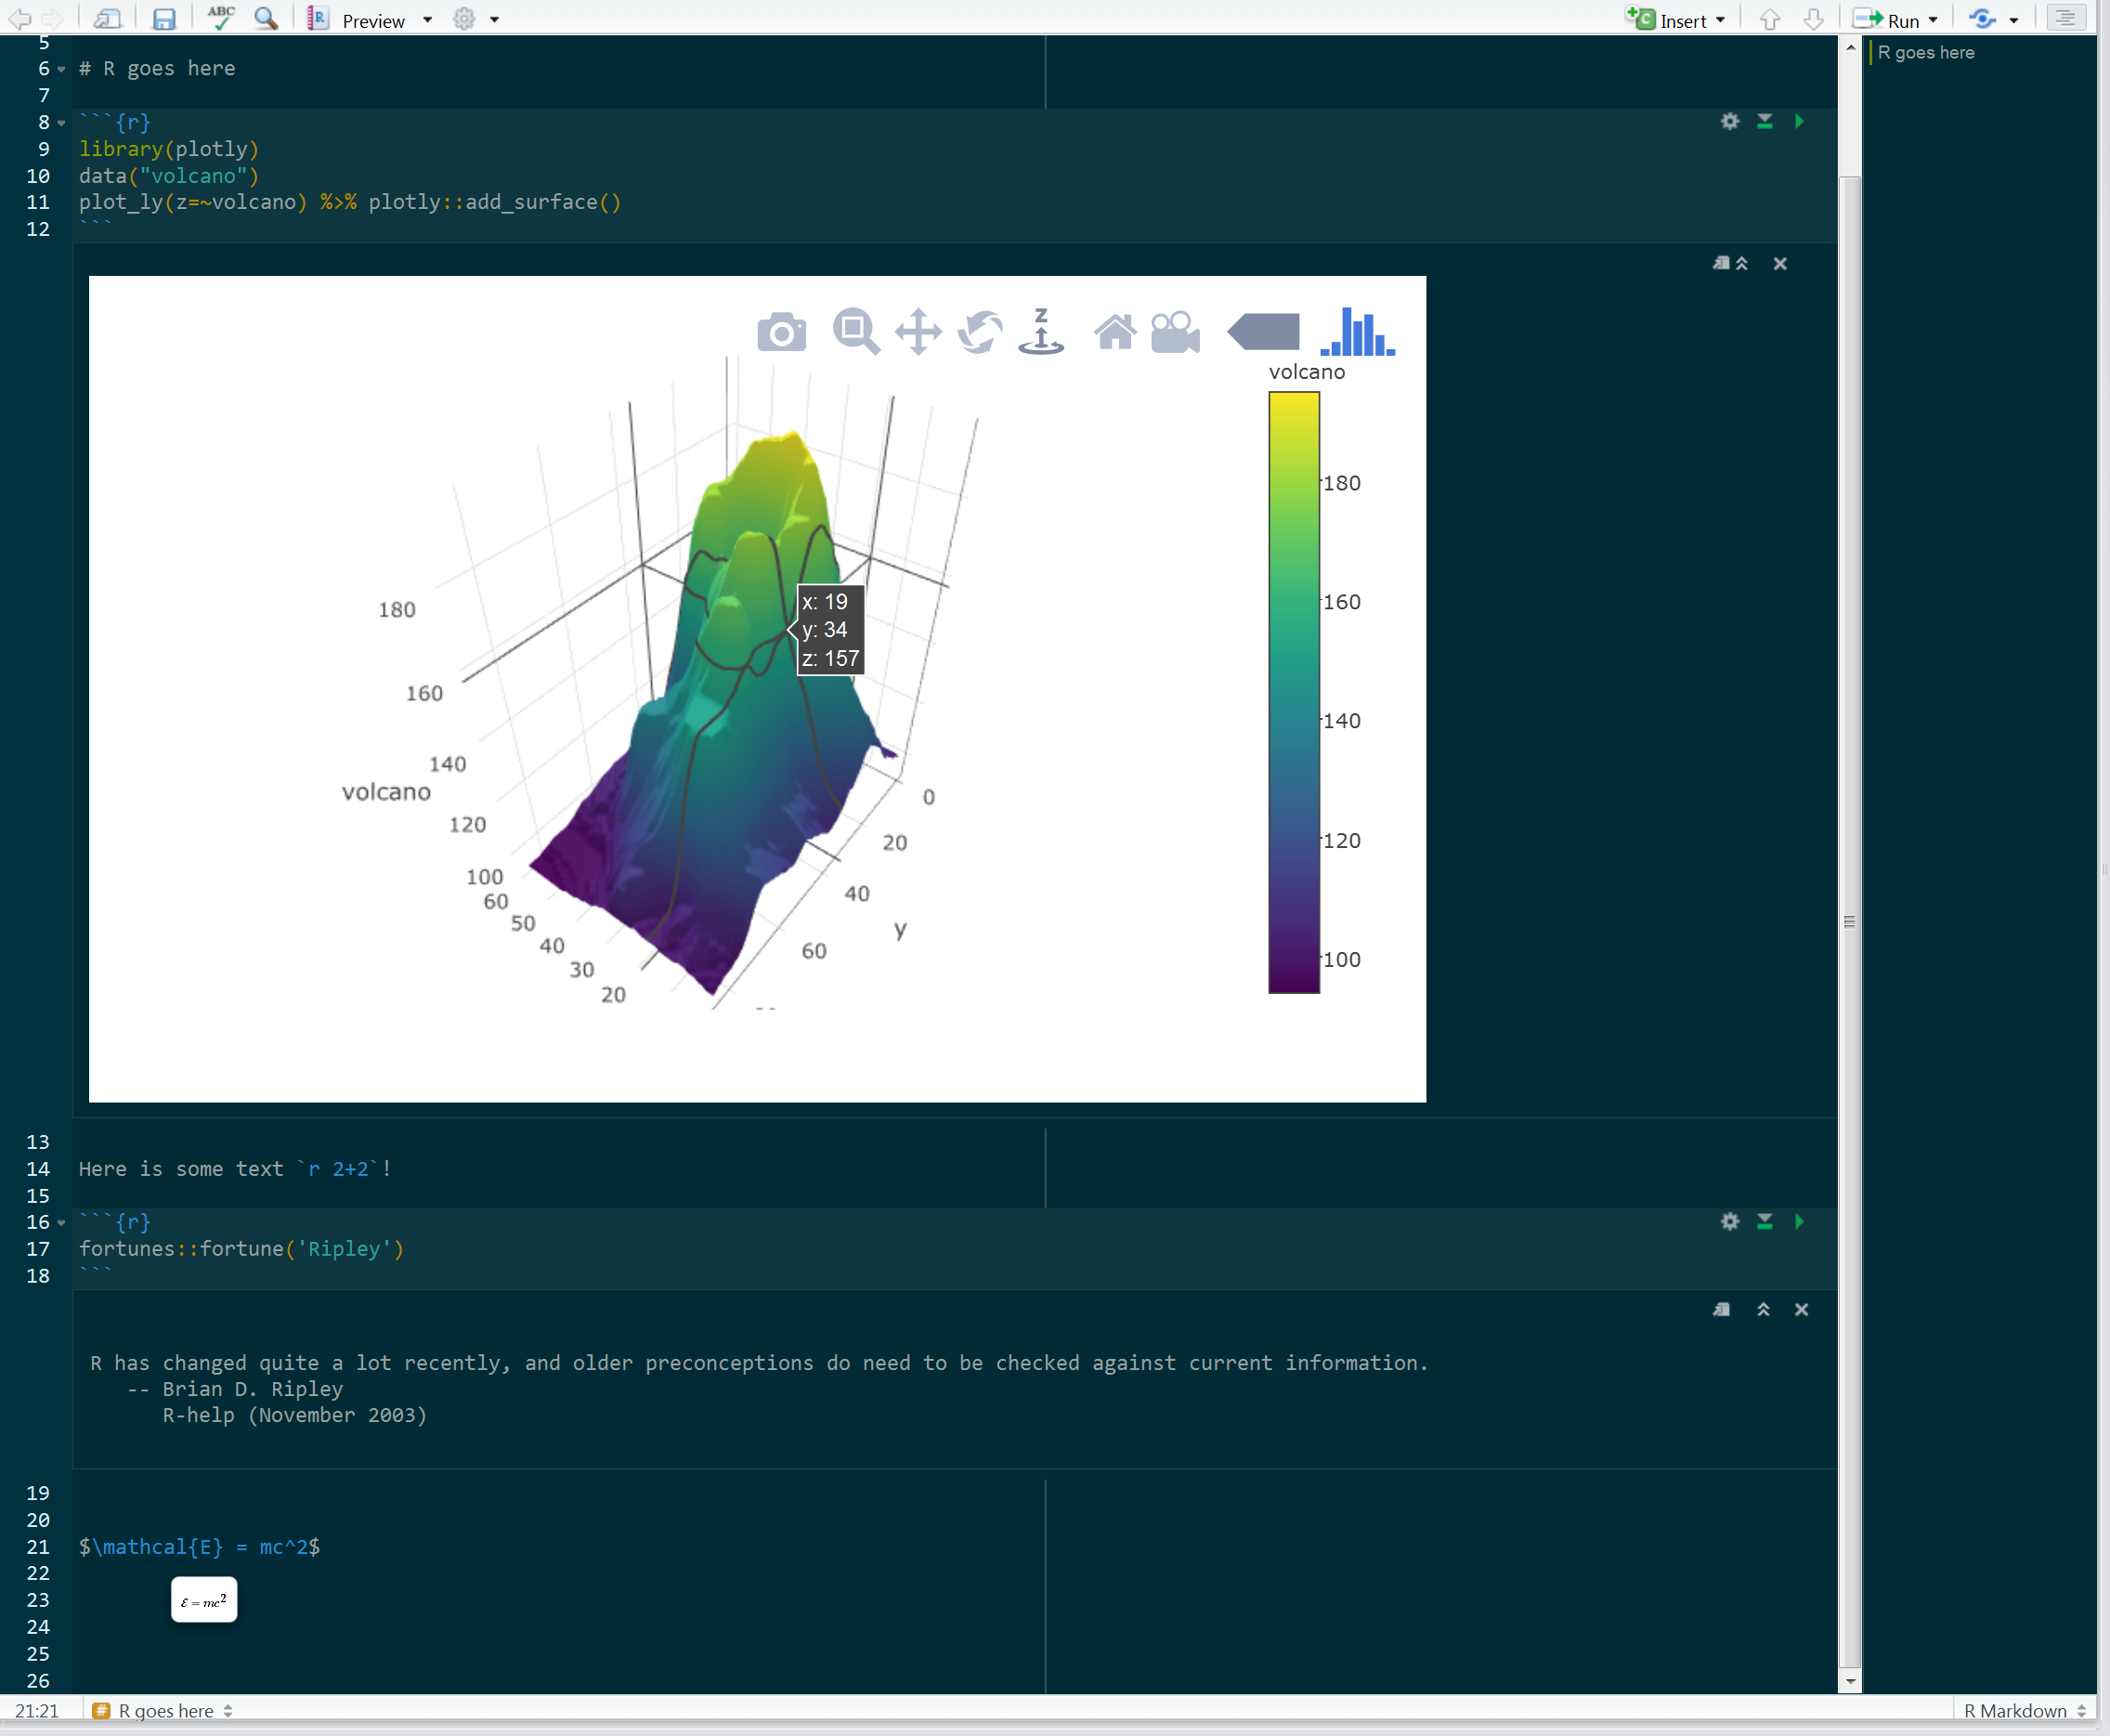 ABC
R Preview
C Insert
Run
5
6 # R goes here
R goes here
7
8 ```{r}
9 library(plotly)
10 data("volcano")
11 plot_ly(z=~volcano) %>% plotly::add_surface()
12 ```
Z
volcano
180
160
140
120
100
x: 19
y: 34
z: 157
180
160
140
volcano
120
100
60
50
40
30
20
0
20
40
y
60
13
14 Here is some text `r 2+2`!
15
16 ```{r}
17 fortunes::fortune('Ripley')
18 ```
R has changed quite a lot recently, and older preconceptions do need to be checked against current information.
-- Brian D. Ripley
R-help (November 2003)
19
20
21 $\mathcal{E} = mc^2$
22
23
ℰ = mc²
24
25
26
21:21 # R goes here R Markdown